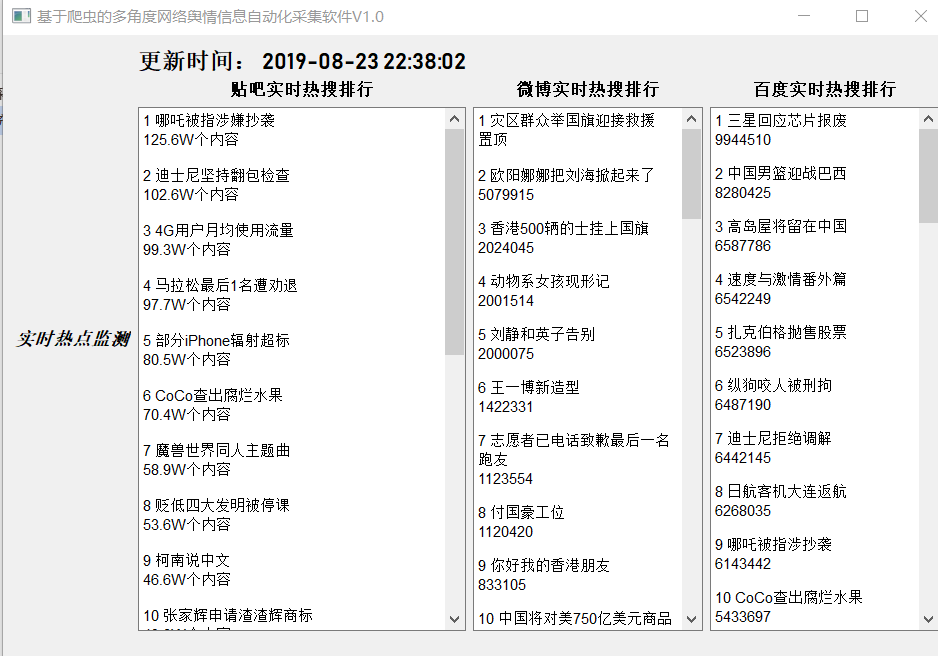 基于爬虫的多角度网络舆情信息自动化采集软件V1.0
更新时间： 2019-08-23 22:38:02
实时热点监测
贴吧实时热搜排行
1 哪吒被指涉嫌抄袭
125.6W个内容
2 迪士尼坚持翻包检查
102.6W个内容
3 4G用户月均使用流量
99.3W个内容
4 马拉松最后1名遭劝退
97.7W个内容
5 部分iPhone辐射超标
80.5W个内容
6 CoCo查出腐烂水果
70.4W个内容
7 魔兽世界同人主题曲
58.9W个内容
8 贬低四大发明被停课
53.6W个内容
9 柯南说中文
46.6W个内容
10 张家辉申请渣渣辉商标
微博实时热搜排行
1 灾区群众举国旗迎接救援
置顶
2 欧阳娜娜把刘海掀起来了
5079915
3 香港500辆的士挂上国旗
2024045
4 动物系女孩现形记
2001514
5 刘静和英子告别
2000075
6 王一博新造型
1422331
7 志愿者已电话致歉最后一名
跑友
1123554
8 付国豪工位
1120420
9 你好我的香港朋友
833105
10 中国将对美750亿美元商品
百度实时热搜排行
1 三星回应芯片报废
9944510
2 中国男篮迎战巴西
8280425
3 高岛屋将留在中国
6587786
4 速度与激情番外篇
6542249
5 扎克伯格抛售股票
6523896
6 纵狗咬人被刑拘
6487190
7 迪士尼拒绝调解
6442145
8 日航客机大连返航
6268035
9 哪吒被指涉抄袭
6143442
10 CoCo查出腐烂水果
5433697